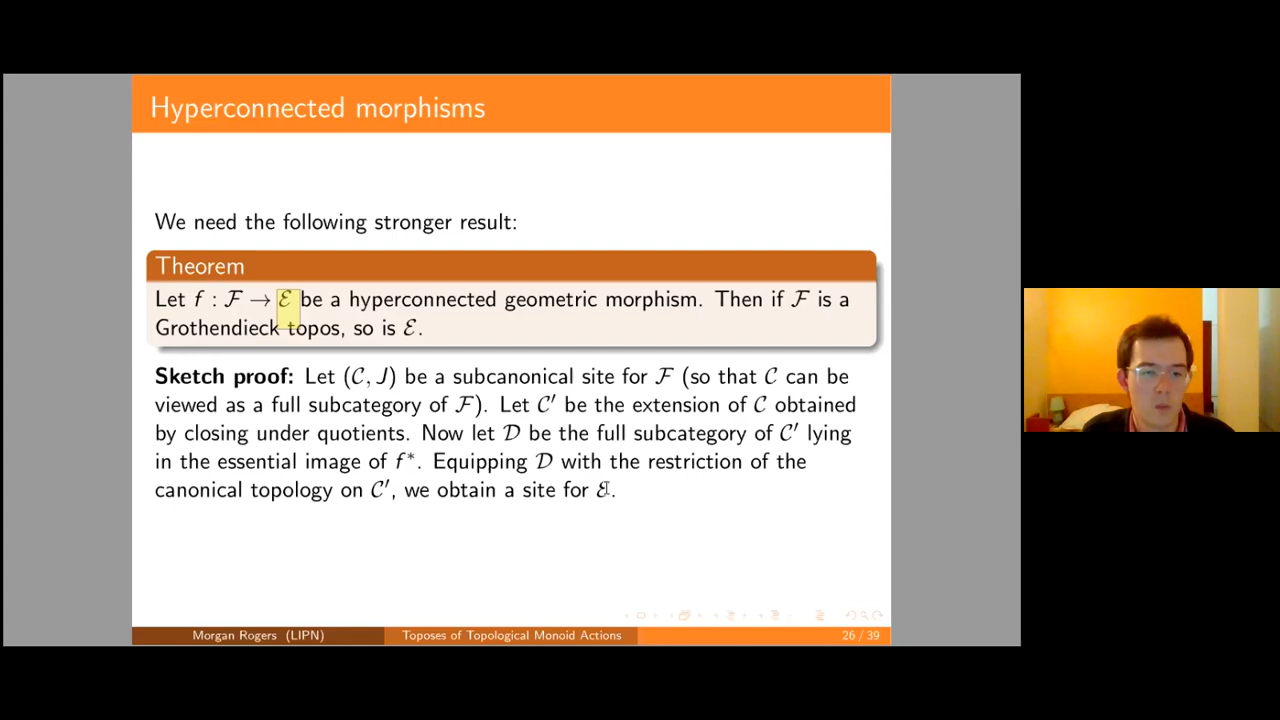 Hyperconnected morphisms
We need the following stronger result:
Theorem
Let f : ℱ → ℰ be a hyperconnected geometric morphism. Then if ℱ is a
Grothendieck topos, so is ℰ.
Sketch proof: Let (𝒞, J) be a subcanonical site for ℱ (so that 𝒞 can be
viewed as a full subcategory of ℱ). Let 𝒞′ be the extension of 𝒞 obtained
by closing under quotients. Now let 𝒟 be the full subcategory of 𝒞′ lying
in the essential image of f*. Equipping 𝒟 with the restriction of the
canonical topology on 𝒞′, we obtain a site for ℰ.
Morgan Rogers (LIPN)
Toposes of Topological Monoid Actions
26 / 39